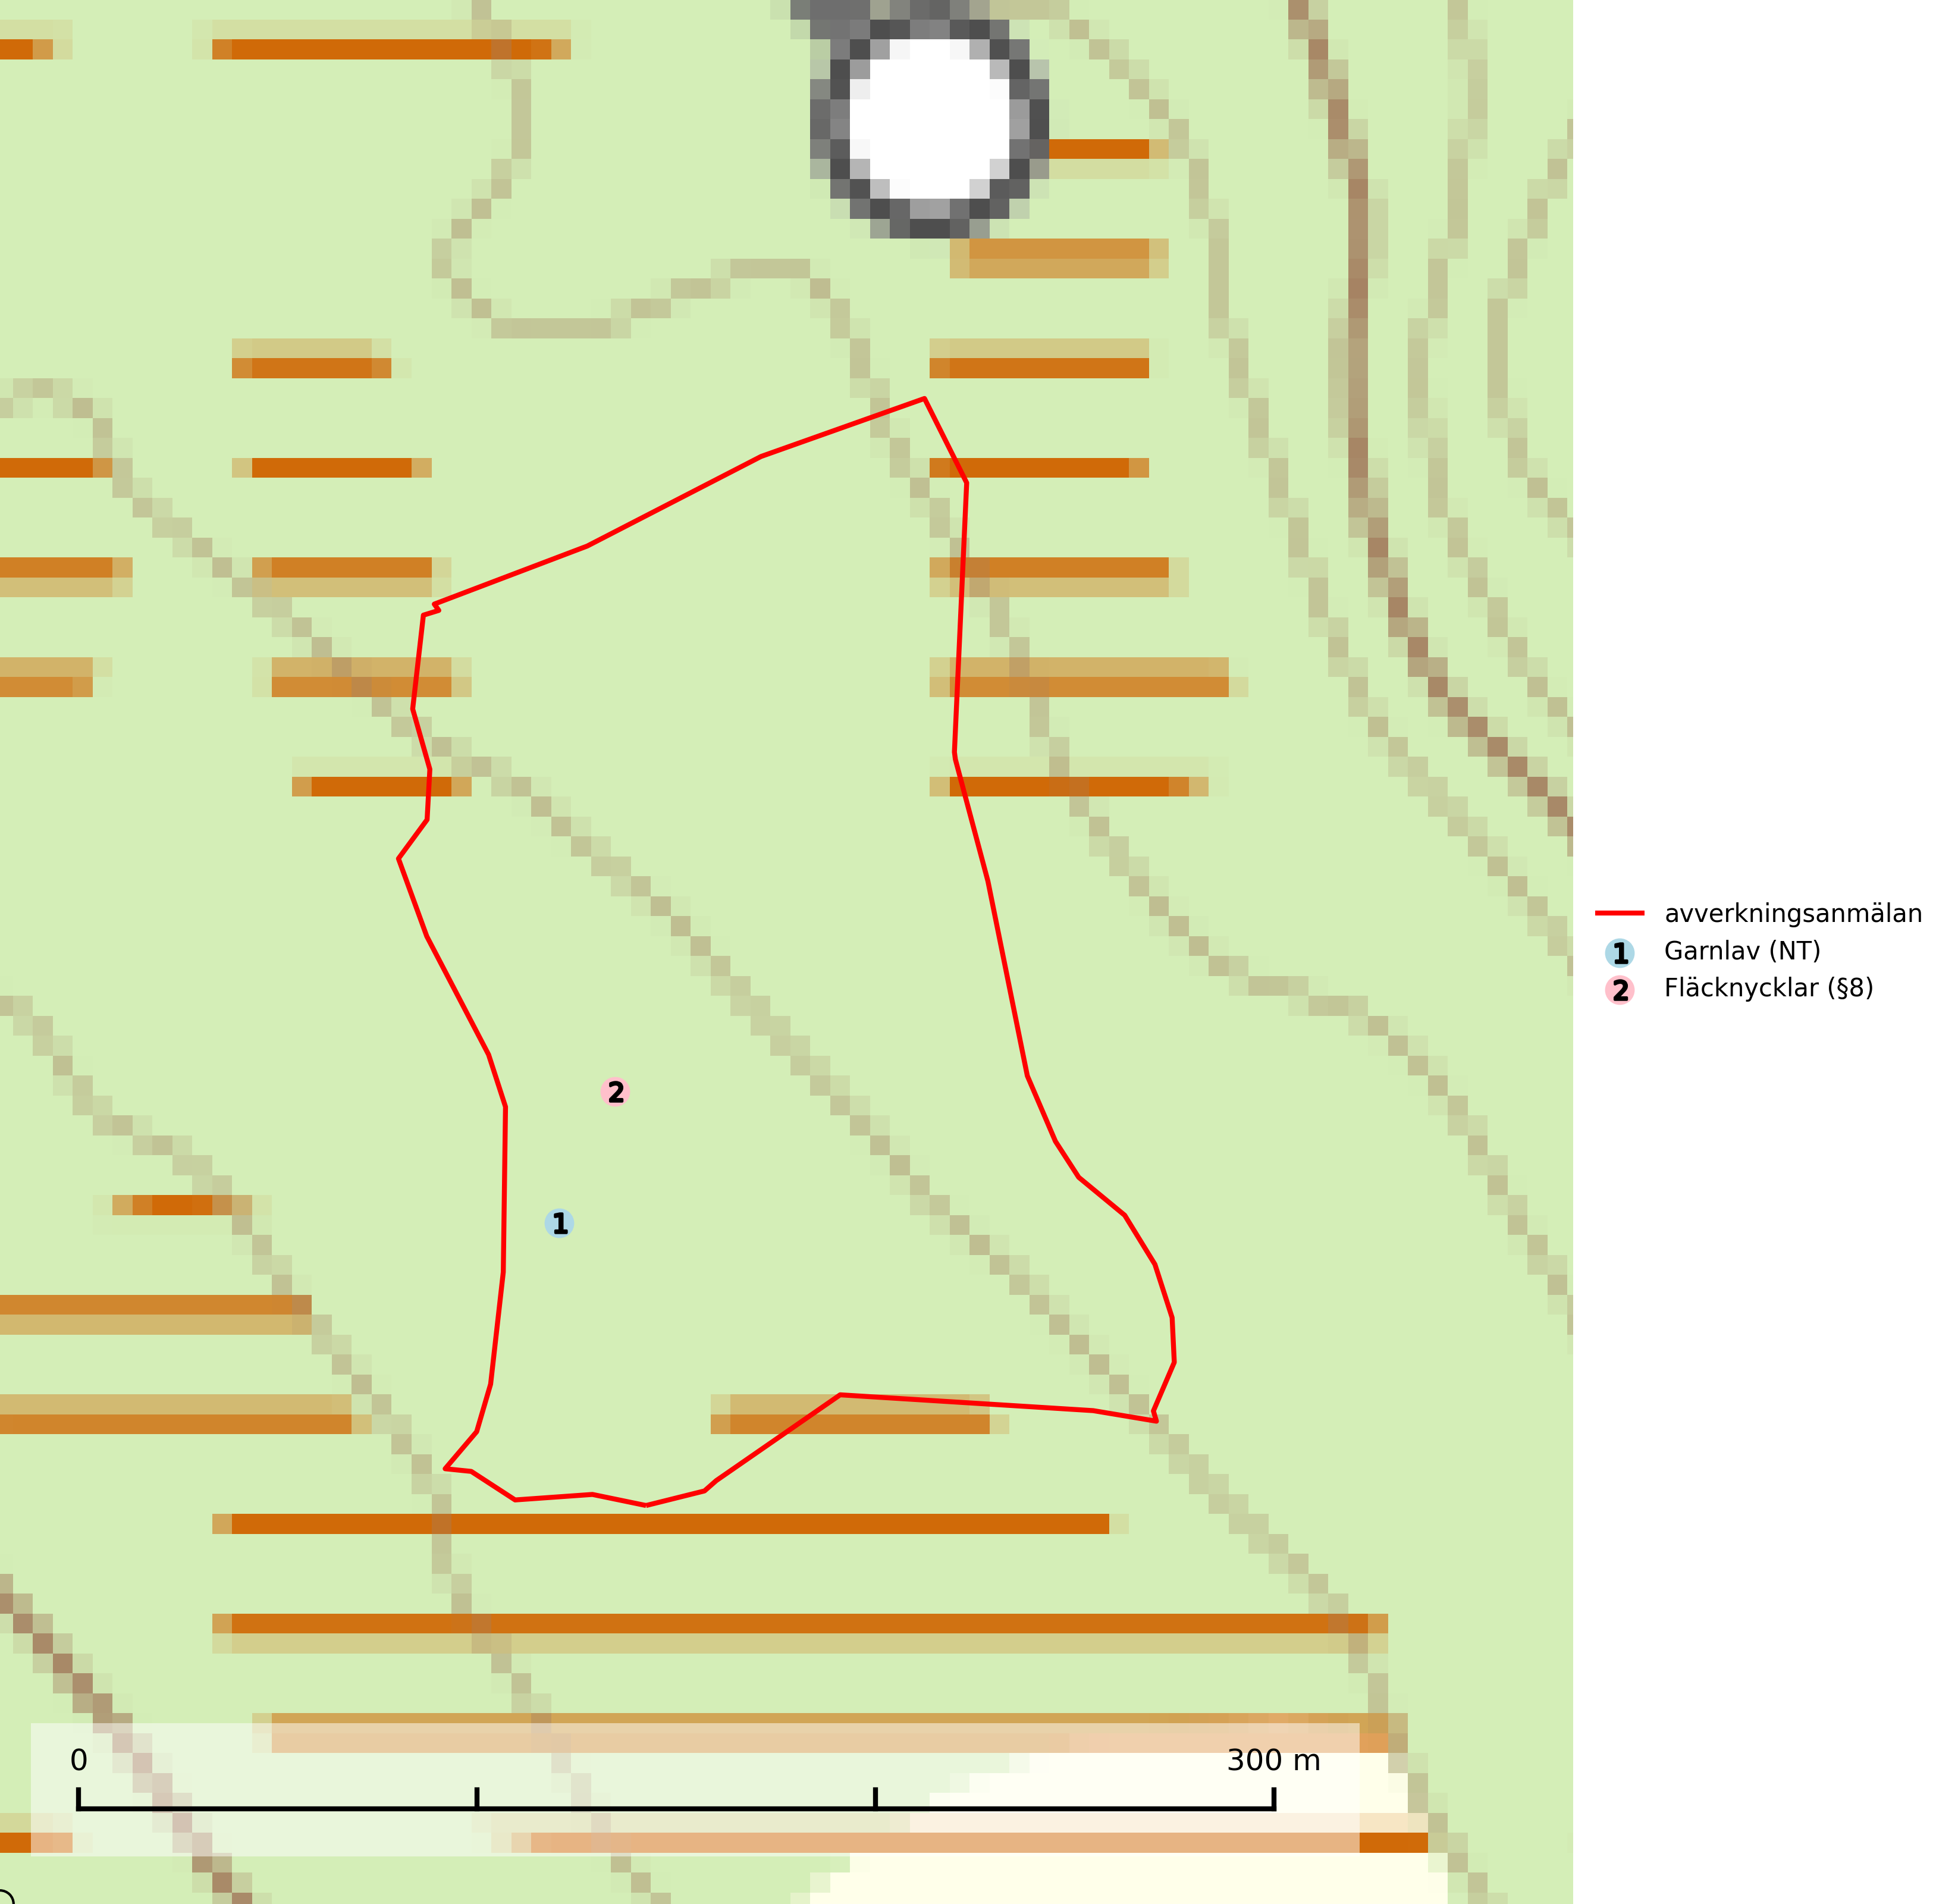 2
1
avverkningsanmälan
1 Garnlav (NT)
2 Fläcknycklar (§8)
0 300 m